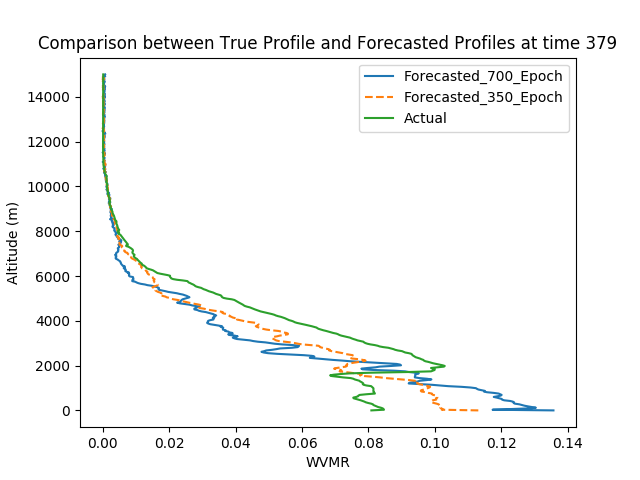 Comparison between True Profile and Forecasted Profiles at time 379
Forecasted_700_Epoch
Forecasted_350_Epoch
Actual
14000
12000
10000
8000
6000
4000
2000
0
Altitude (m)
0.00 0.02 0.04 0.06 0.08 0.10 0.12 0.14
WVMR